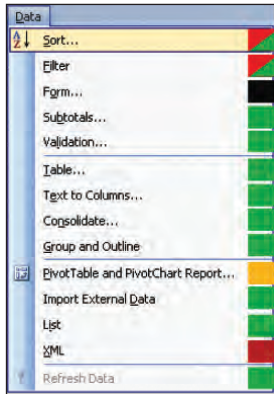 Data
Sort...
Filter
Form...
Subtotals...
Validation...
Table...
Text to Columns...
Consolidate...
Group and Outline
PivotTable and PivotChart Report...
Import External Data
List
XML
Refresh Data